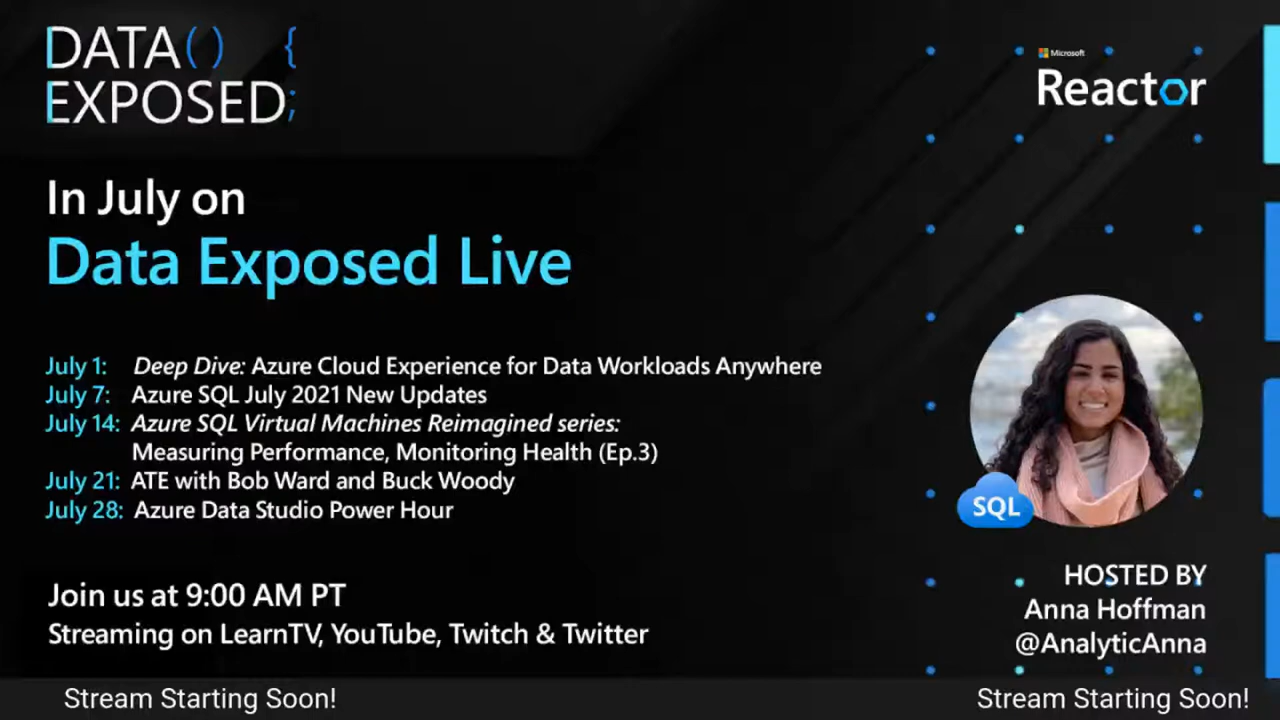 DATA() {
EXPOSED;
Microsoft
Reactor
In July on
Data Exposed Live
July 1: Deep Dive: Azure Cloud Experience for Data Workloads Anywhere
July 7: Azure SQL July 2021 New Updates
July 14: Azure SQL Virtual Machines Reimagined series:
Measuring Performance, Monitoring Health (Ep.3)
July 21: ATE with Bob Ward and Buck Woody
July 28: Azure Data Studio Power Hour
SQL
Join us at 9:00 AM PT
Streaming on LearnTV, YouTube, Twitch & Twitter
HOSTED BY
Anna Hoffman
@AnalyticAnna
Stream Starting Soon!
Stream Starting Soon!